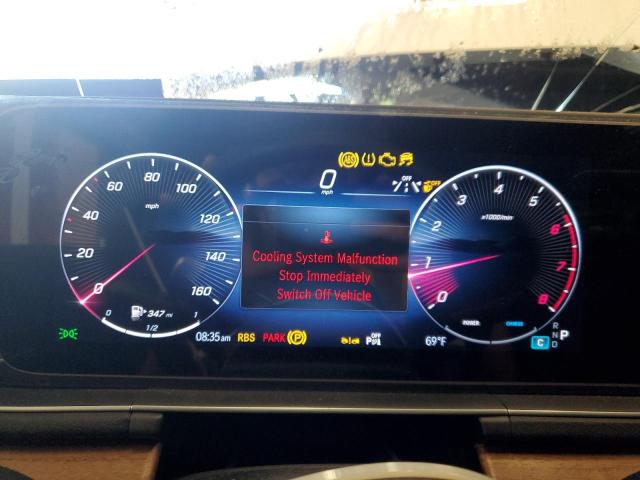 ABS
OFF
OFF
0
mph
Cooling System Malfunction
Stop Immediately
Switch Off Vehicle
0
20
40
60
80
100
120
140
160
mph
347 mi
0
1/2
1
0
1
2
3
4
5
6
7
8
x1000/min
POWER
CHARGE
R
N
D
P
C
08:35 am
RBS
PARK
P
OFF
P
69°F